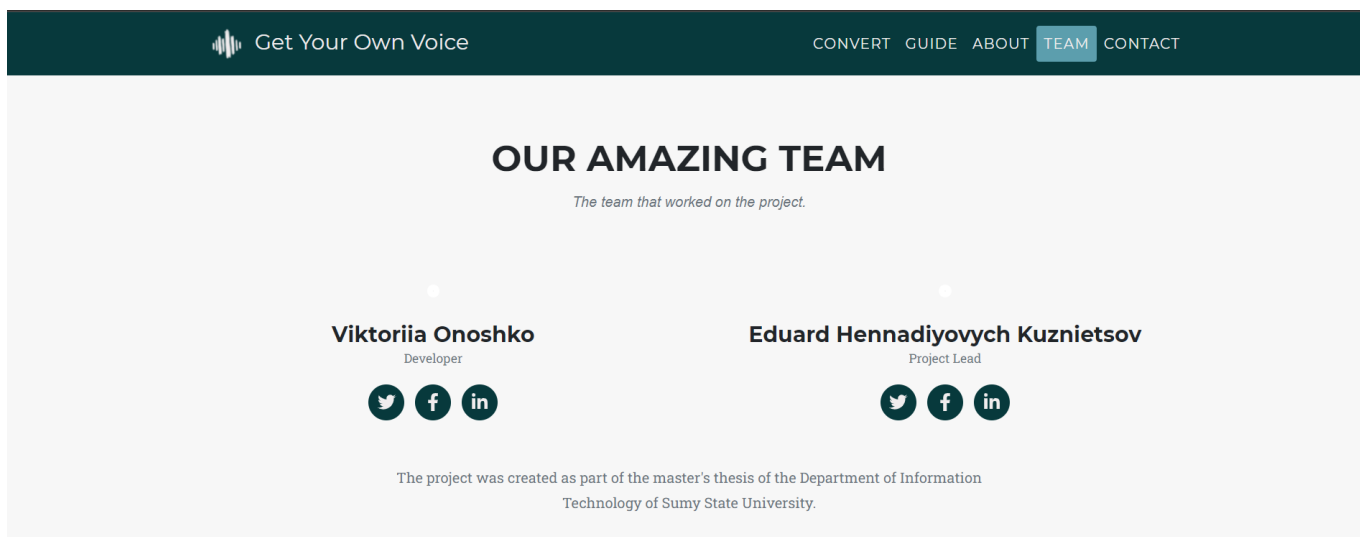 Get Your Own Voice
CONVERT GUIDE ABOUT TEAM CONTACT
OUR AMAZING TEAM
The team that worked on the project.
Viktoriia Onoshko
Developer
Eduard Hennadiyovych Kuznietsov
Project Lead
The project was created as part of the master's thesis of the Department of Information
Technology of Sumy State University.